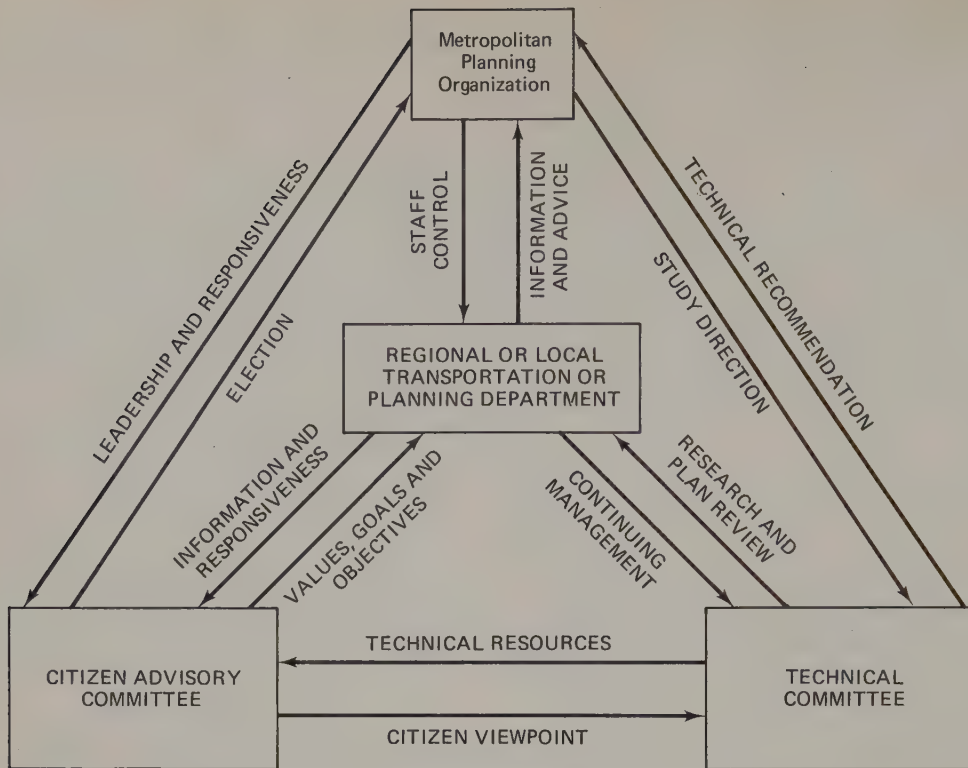 Metropolitan
Planning
Organization
LEADERSHIP AND RESPONSIVENESS
ELECTION
STAFF
CONTROL
INFORMATION
AND ADVICE
STUDY DIRECTION
TECHNICAL RECOMMENDATION
REGIONAL OR LOCAL
TRANSPORTATION OR
PLANNING DEPARTMENT
INFORMATION AND
RESPONSIVENESS
VALUES, GOALS AND
OBJECTIVES
CONTINUING
MANAGEMENT
RESEARCH AND
PLAN REVIEW
CITIZEN ADVISORY
COMMITTEE
TECHNICAL RESOURCES
CITIZEN VIEWPOINT
TECHNICAL
COMMITTEE